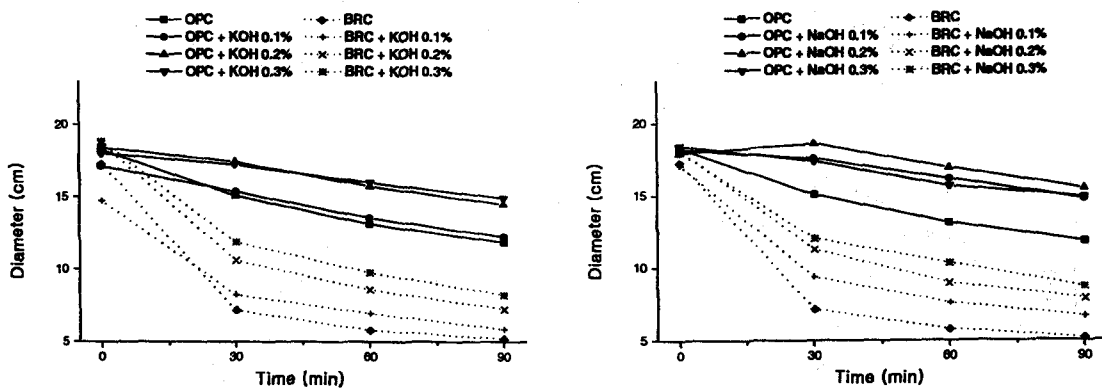 OPC
OPC + KOH 0.1%
OPC + KOH 0.2%
OPC + KOH 0.3%
BRC
BRC + KOH 0.1%
BRC + KOH 0.2%
BRC + KOH 0.3%
Diameter (cm)
20
15
10
5
0 30 60 90
Time (min)
OPC
OPC + NaOH 0.1%
OPC + NaOH 0.2%
OPC + NaOH 0.3%
BRC
BRC + NaOH 0.1%
BRC + NaOH 0.2%
BRC + NaOH 0.3%
Diameter (cm)
20
15
10
5
0 30 60 90
Time (min)